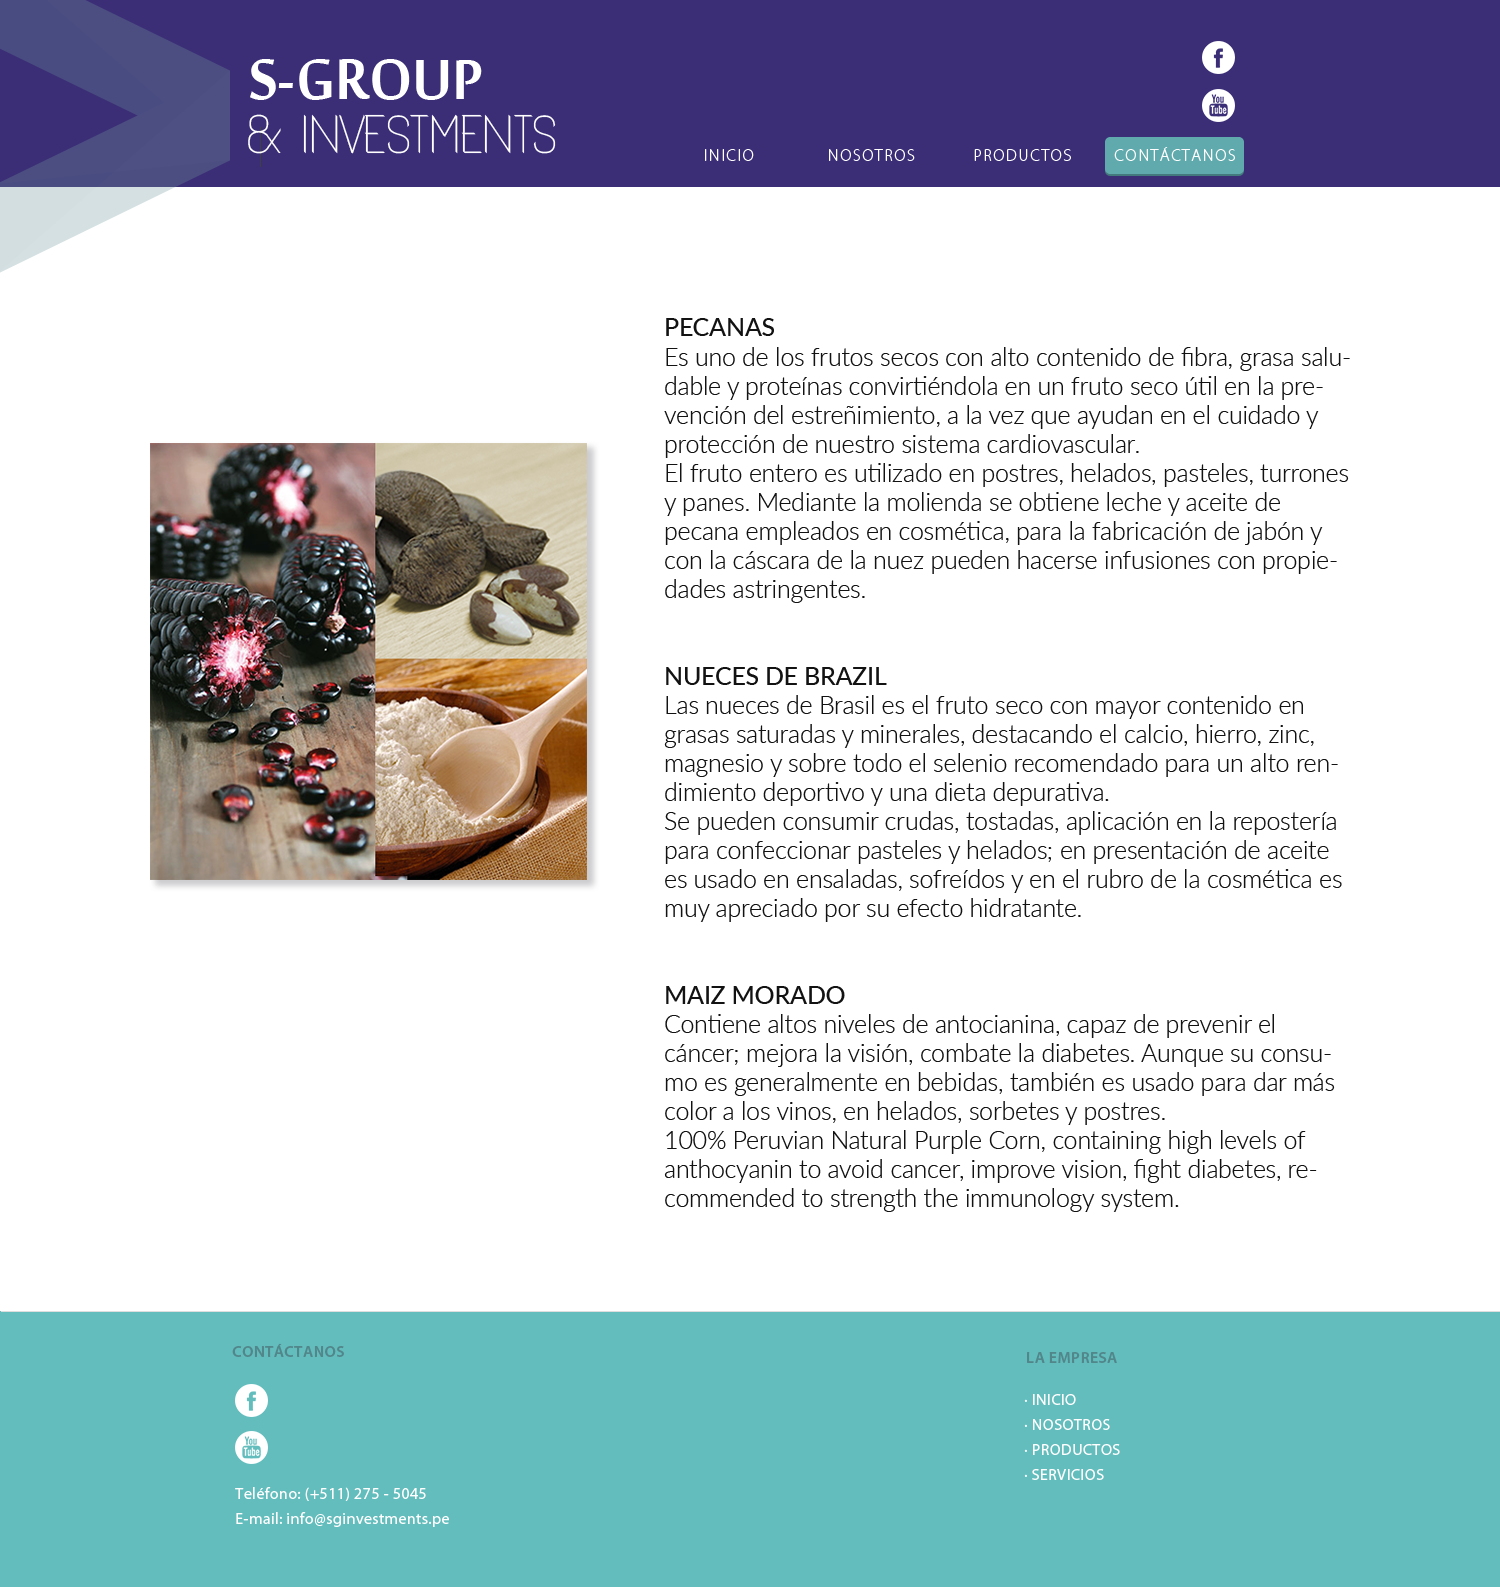 S-GROUP
& INVESTMENTS
INICIO NOSOTROS PRODUCTOS CONTÁCTANOS
You
Tube
PECANAS
Es uno de los frutos secos con alto contenido de fibra, grasa salu-
dable y proteínas convirtiéndola en un fruto seco útil en la pre-
vención del estreñimiento, a la vez que ayudan en el cuidado y
protección de nuestro sistema cardiovascular.
El fruto entero es utilizado en postres, helados, pasteles, turrones
y panes. Mediante la molienda se obtiene leche y aceite de
pecana empleados en cosmética, para la fabricación de jabón y
con la cáscara de la nuez pueden hacerse infusiones con propie-
dades astringentes.
NUECES DE BRAZIL
Las nueces de Brasil es el fruto seco con mayor contenido en
grasas saturadas y minerales, destacando el calcio, hierro, zinc,
magnesio y sobre todo el selenio recomendado para un alto ren-
dimiento deportivo y una dieta depurativa.
Se pueden consumir crudas, tostadas, aplicación en la repostería
para confeccionar pasteles y helados; en presentación de aceite
es usado en ensaladas, sofreídos y en el rubro de la cosmética es
muy apreciado por su efecto hidratante.
MAIZ MORADO
Contiene altos niveles de antocianina, capaz de prevenir el
cáncer; mejora la visión, combate la diabetes. Aunque su consu-
mo es generalmente en bebidas, también es usado para dar más
color a los vinos, en helados, sorbetes y postres.
100% Peruvian Natural Purple Corn, containing high levels of
anthocyanin to avoid cancer, improve vision, fight diabetes, re-
commended to strength the immunology system.
CONTÁCTANOS
You
Tube
Teléfono: (+511) 275 - 5045
E-mail: info@sginvestments.pe
LA EMPRESA
· INICIO
· NOSOTROS
· PRODUCTOS
· SERVICIOS